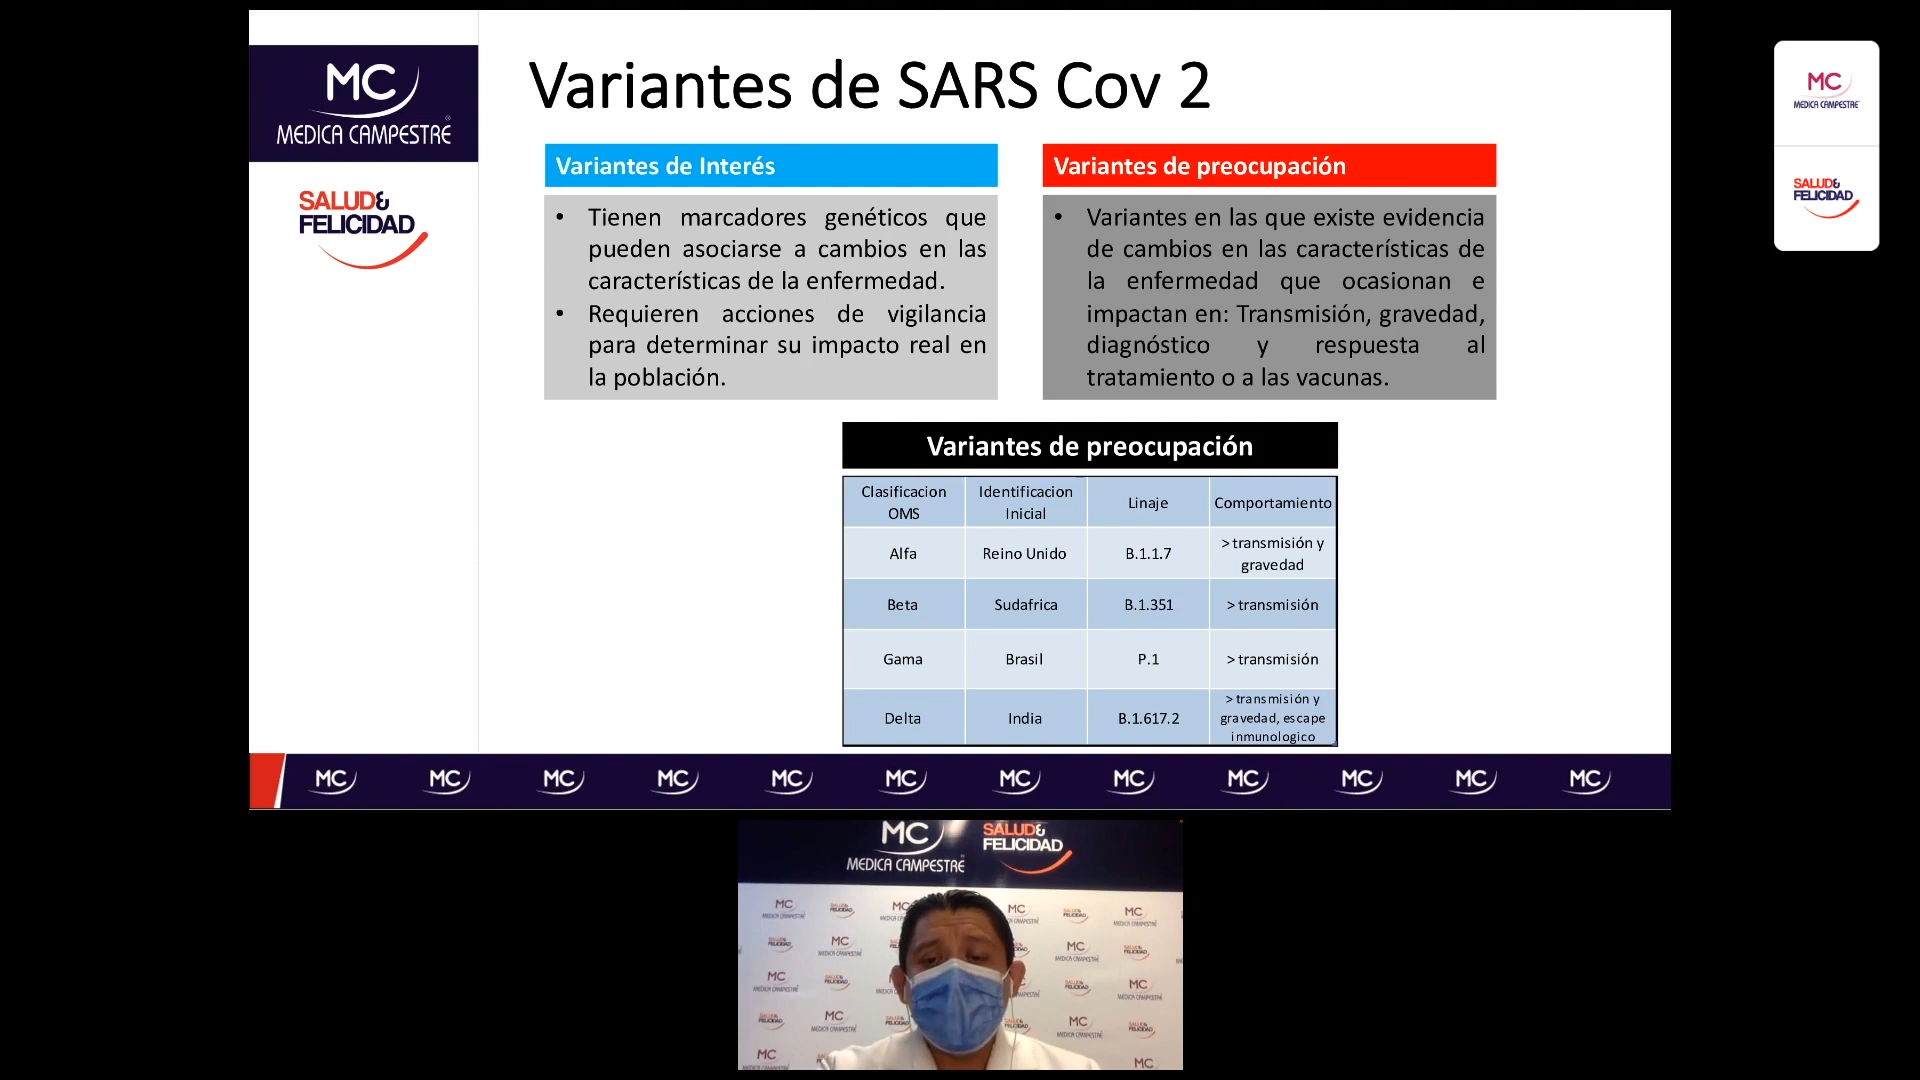 MC
MEDICA CAMPESTRE
SALUD&
FELICIDAD
Variantes de SARS Cov 2
Variantes de Interés
• Tienen marcadores genéticos que
pueden asociarse a cambios en las
características de la enfermedad.
• Requieren acciones de vigilancia
para determinar su impacto real en
la población.
Variantes de preocupación
• Variantes en las que existe evidencia
de cambios en las características de
la enfermedad que ocasionan e
impactan en: Transmisión, gravedad,
diagnóstico y respuesta al
tratamiento o a las vacunas.
Variantes de preocupación
Clasificacion
OMS
Identificacion
Inicial
Linaje
Comportamiento
Alfa
Reino Unido
B.1.1.7
> transmisión y
gravedad
Beta
Sudafrica
B.1.351
> transmisión
Gama
Brasil
P.1
> transmisión
Delta
India
B.1.617.2
> transmisión y
gravedad, escape
inmunologico
MC MC MC MC MC MC MC MC MC MC MC MC
MC
MEDICA CAMPESTRE
SALUD&
FELICIDAD
MC
MEDICA CAMPESTRE
SALUD&
FELICIDAD